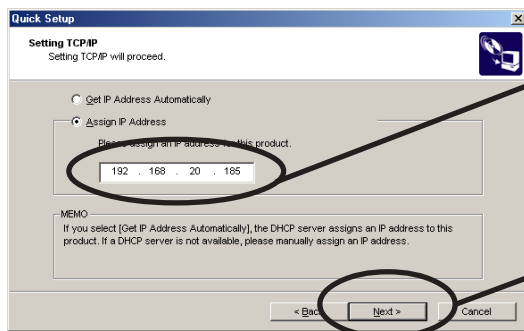 Quick Setup
Setting TCP/IP
Setting TCP/IP will proceed.
Get IP Address Automatically
Assign IP Address
Please assign an IP address for this product.
192 . 168 . 20 . 185
MEMO
If you select [Get IP Address Automatically], the DHCP server assigns an IP address to this
product. If a DHCP server is not available, please manually assign an IP address.
< Back
Next >
Cancel